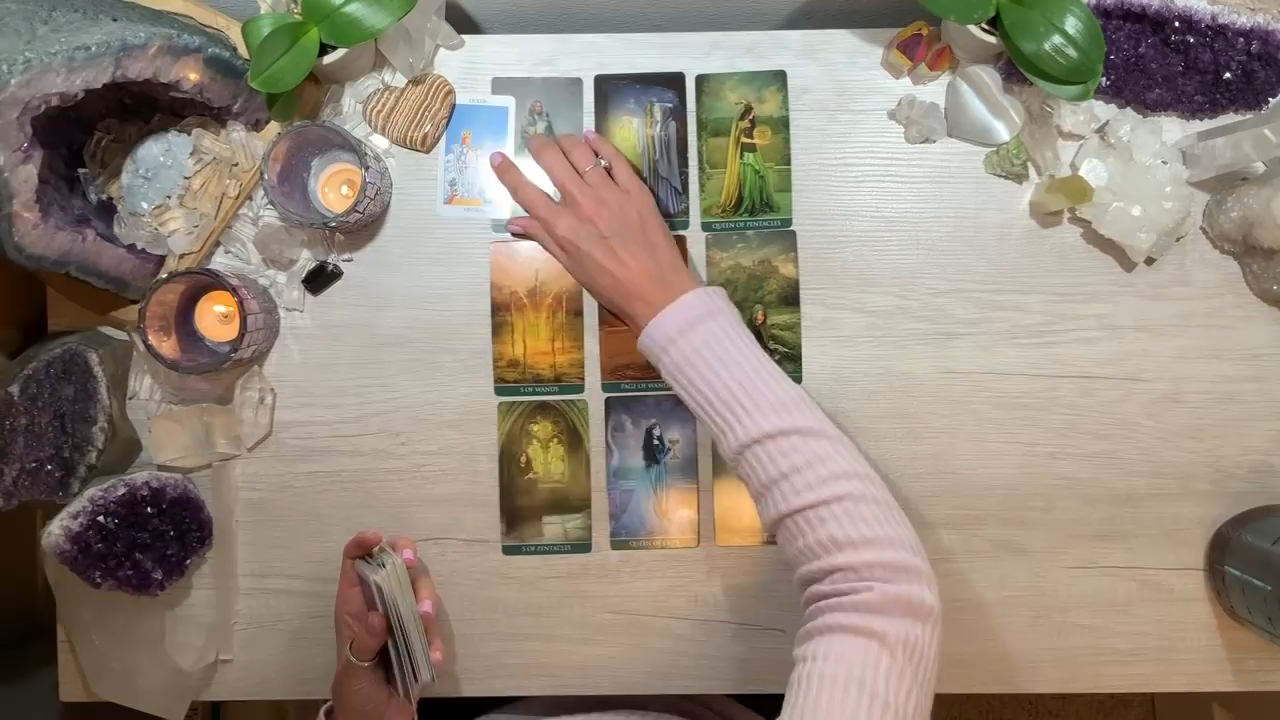 QUEEN OF PENTACLES
5 OF WANDS
PAGE OF WANDS
5 OF PENTACLES
QUEEN OF CUPS